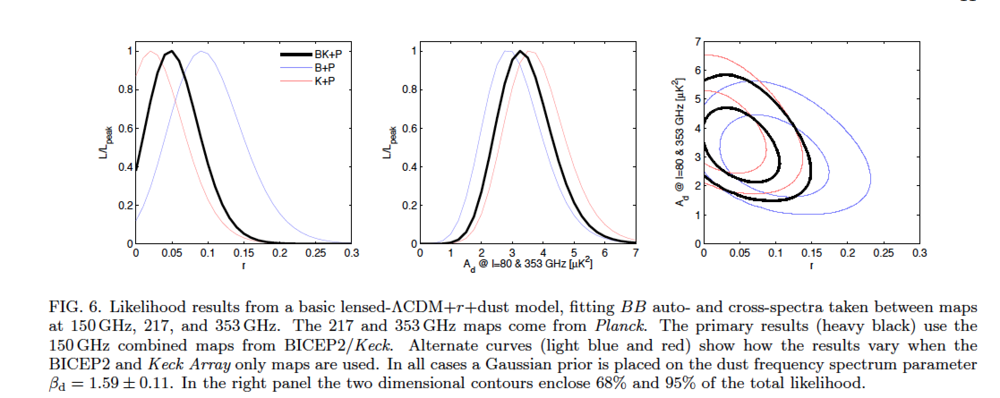 1
0.8
0.6
0.4
0.2
0
L/Lpeak
BK+P
B+P
K+P
0 0.05 0.1 0.15 0.2 0.25 0.3
r
1
0.8
0.6
0.4
0.2
0
L/Lpeak
0 1 2 3 4 5 6 7
Ad @ l=80 & 353 GHz [μK²]
7
6
5
4
3
2
1
0
Ad @ l=80 & 353 GHz [μK²]
0 0.05 0.1 0.15 0.2 0.25 0.3
r
FIG. 6. Likelihood results from a basic lensed-ΛCDM+r+dust model, fitting BB auto- and cross-spectra taken between maps
at 150 GHz, 217, and 353 GHz. The 217 and 353 GHz maps come from Planck. The primary results (heavy black) use the
150 GHz combined maps from BICEP2/Keck. Alternate curves (light blue and red) show how the results vary when the
BICEP2 and Keck Array only maps are used. In all cases a Gaussian prior is placed on the dust frequency spectrum parameter
βd = 1.59 ± 0.11. In the right panel the two dimensional contours enclose 68% and 95% of the total likelihood.